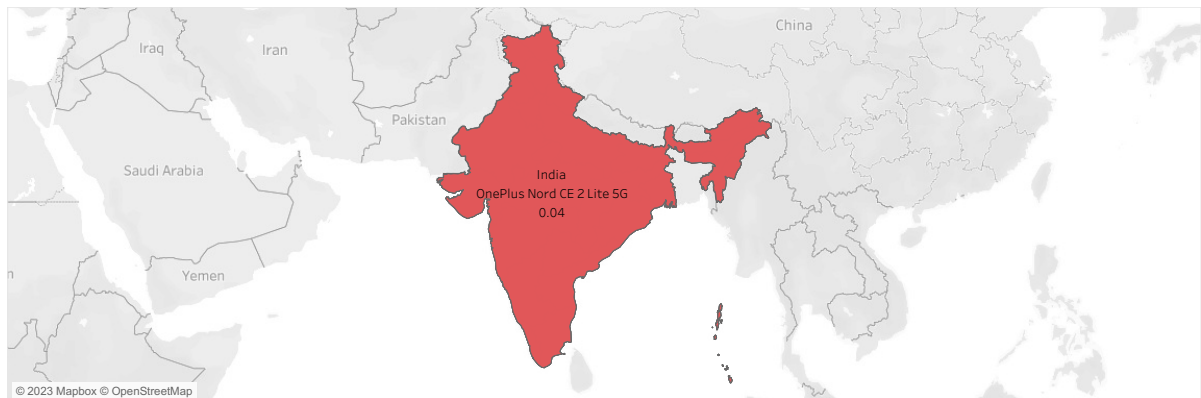 China
Iraq
Iran
Pakistan
Saudi Arabia
India
OnePlus Nord CE 2 Lite 5G
0.04
Yemen
n
© 2023 Mapbox © OpenStreetMap